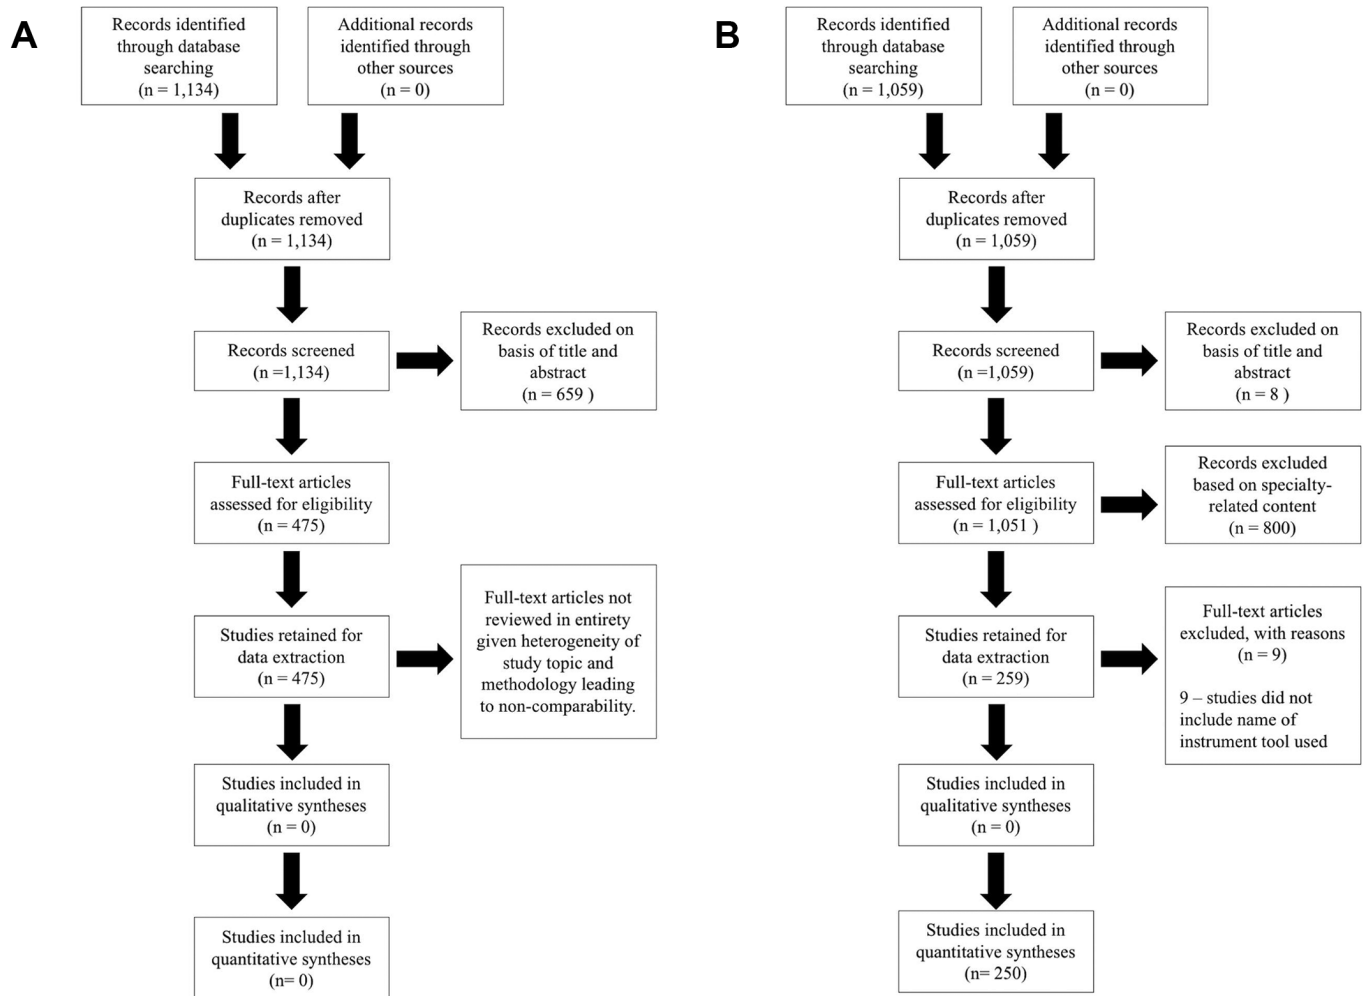 A
Records identified
through database
searching
(n = 1,134)
Additional records
identified through
other sources
(n = 0)
Records after
duplicates removed
(n = 1,134)
Records screened
(n =1,134)
Records excluded on
basis of title and
abstract
(n = 659 )
Full-text articles
assessed for eligibility
(n = 475)
Studies retained for
data extraction
(n = 475)
Full-text articles not
reviewed in entirety
given heterogeneity of
study topic and
methodology leading
to non-comparability.
Studies included in
qualitative syntheses
(n = 0)
Studies included in
quantitative syntheses
(n= 0)
B
Records identified
through database
searching
(n = 1,059)
Additional records
identified through
other sources
(n = 0)
Records after
duplicates removed
(n = 1,059)
Records screened
(n =1,059)
Records excluded on
basis of title and
abstract
(n = 8 )
Full-text articles
assessed for eligibility
(n = 1,051 )
Records excluded
based on specialty-
related content
(n = 800)
Studies retained for
data extraction
(n = 259)
Full-text articles
excluded, with reasons
(n = 9)
9 – studies did not
include name of
instrument tool used
Studies included in
qualitative syntheses
(n = 0)
Studies included in
quantitative syntheses
(n= 250)